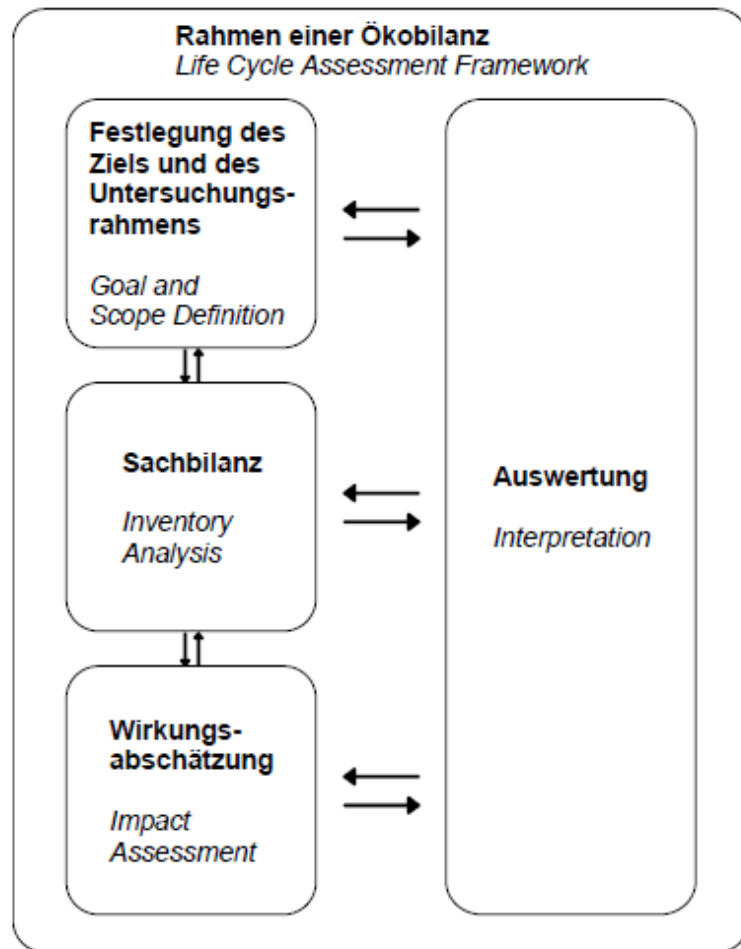 Rahmen einer Ökobilanz
Life Cycle Assessment Framework
Festlegung des
Ziels und des
Untersuchungs-
rahmens
Goal and
Scope Definition
Sachbilanz
Inventory
Analysis
Wirkungs-
abschätzung
Impact
Assessment
Auswertung
Interpretation